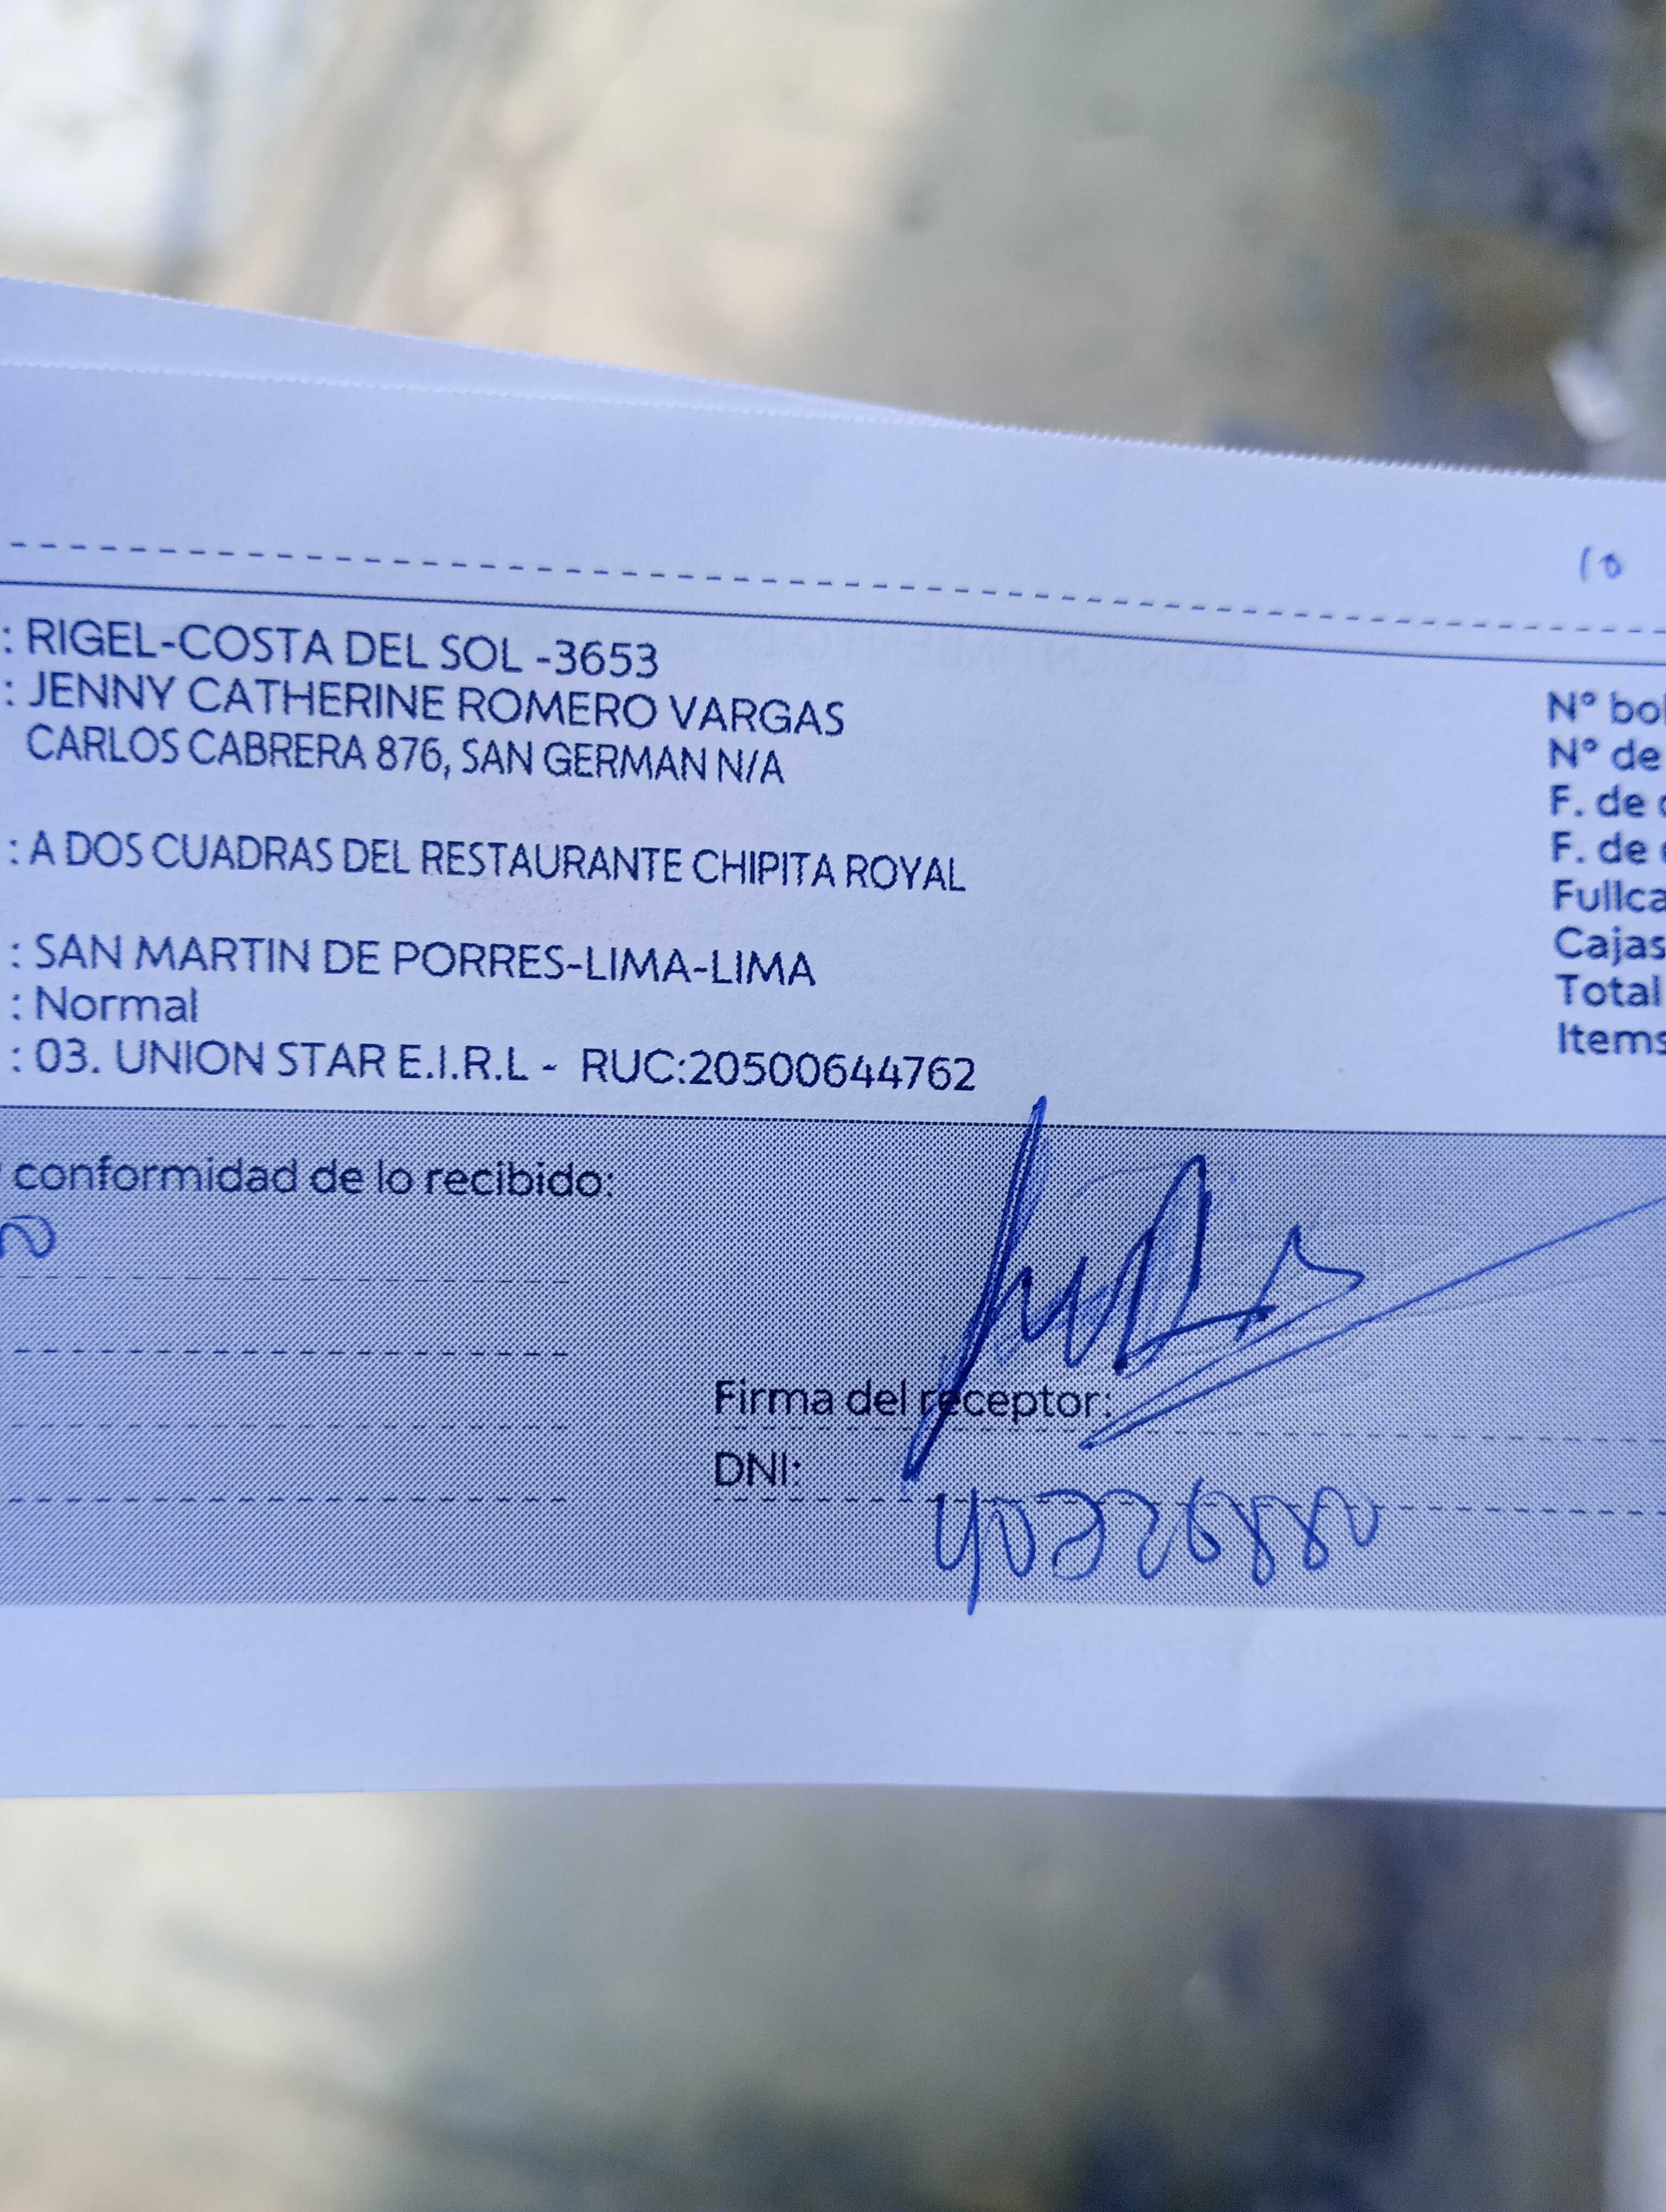 10
: RIGEL-COSTA DEL SOL -3653
: JENNY CATHERINE ROMERO VARGAS
CARLOS CABRERA 876, SAN GERMAN N/A
: A DOS CUADRAS DEL RESTAURANTE CHIPITA ROYAL
: SAN MARTIN DE PORRES-LIMA-LIMA
: Normal
: 03. UNION STAR E.I.R.L - RUC:20500644762
N° bol
N° de
F. de
F. de
Fullca
Cajas
Total
Items
conformidad de lo recibido:
Firma del receptor:
DNI:
40326880